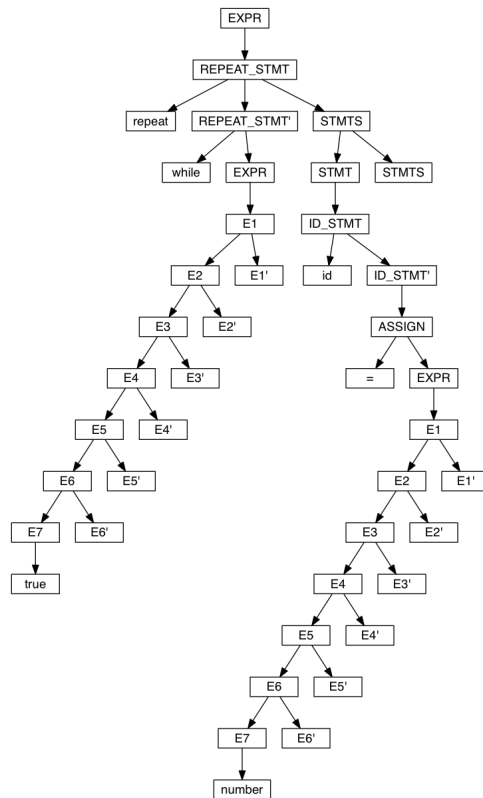 EXPR
REPEAT_STMT
repeat REPEAT_STMT' STMTS
while EXPR STMT STMTS
E1 ID_STMT
E2 E1' id ID_STMT'
E3 E2' ASSIGN
E4 E3' = EXPR
E5 E4' E1
E6 E5' E2 E1'
E7 E6' E3 E2'
true E4 E3'
E5 E4'
E6 E5'
E7 E6'
number